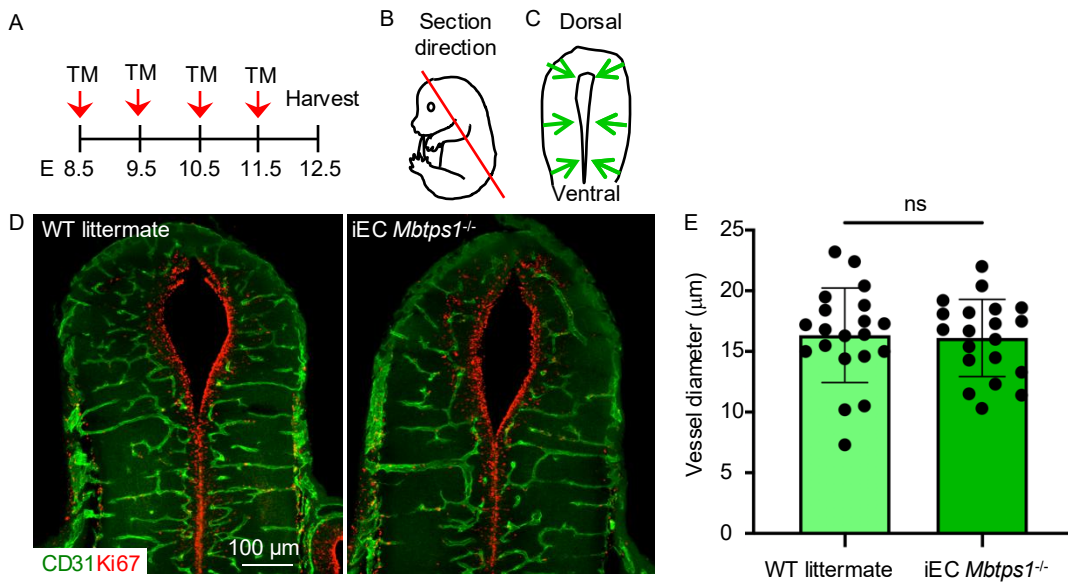 A
TM TM TM TM
Harvest
E 8.5 9.5 10.5 11.5 12.5
B
Section
direction
C
Dorsal
Ventral
D
WT littermate
iEC Mbtps1-/-
CD31Ki67
100 µm
E
ns
Vessel diameter (µm)
25
20
15
10
5
0
WT littermate
iEC Mbtps1-/-